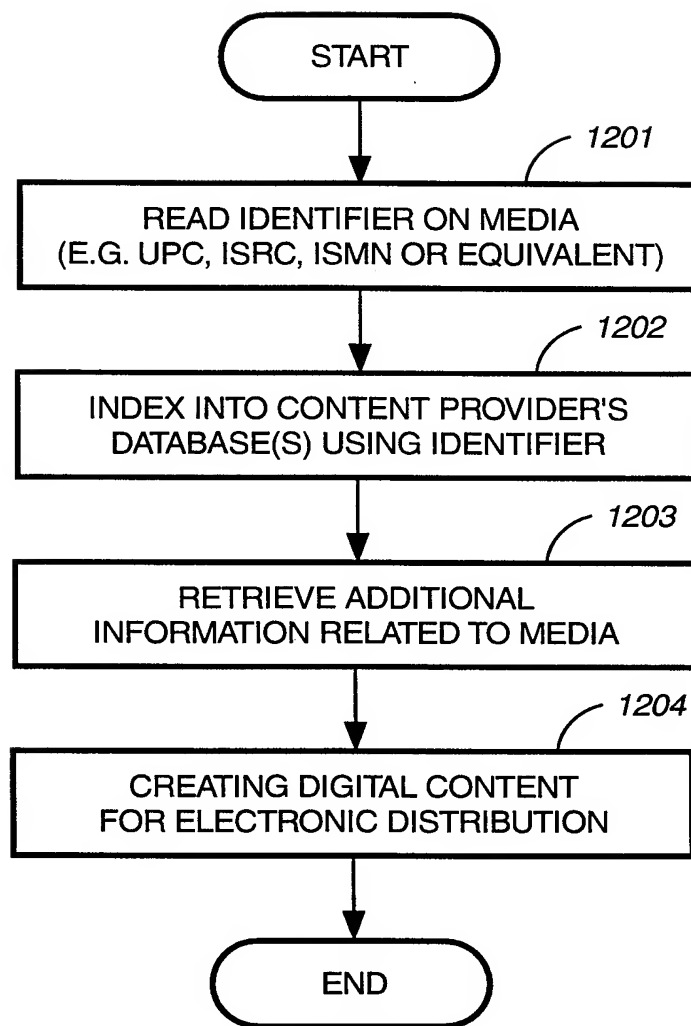 START
1201
READ IDENTIFIER ON MEDIA
(E.G. UPC, ISRC, ISMN OR EQUIVALENT)
1202
INDEX INTO CONTENT PROVIDER'S
DATABASE(S) USING IDENTIFIER
1203
RETRIEVE ADDITIONAL
INFORMATION RELATED TO MEDIA
1204
CREATING DIGITAL CONTENT
FOR ELECTRONIC DISTRIBUTION
END